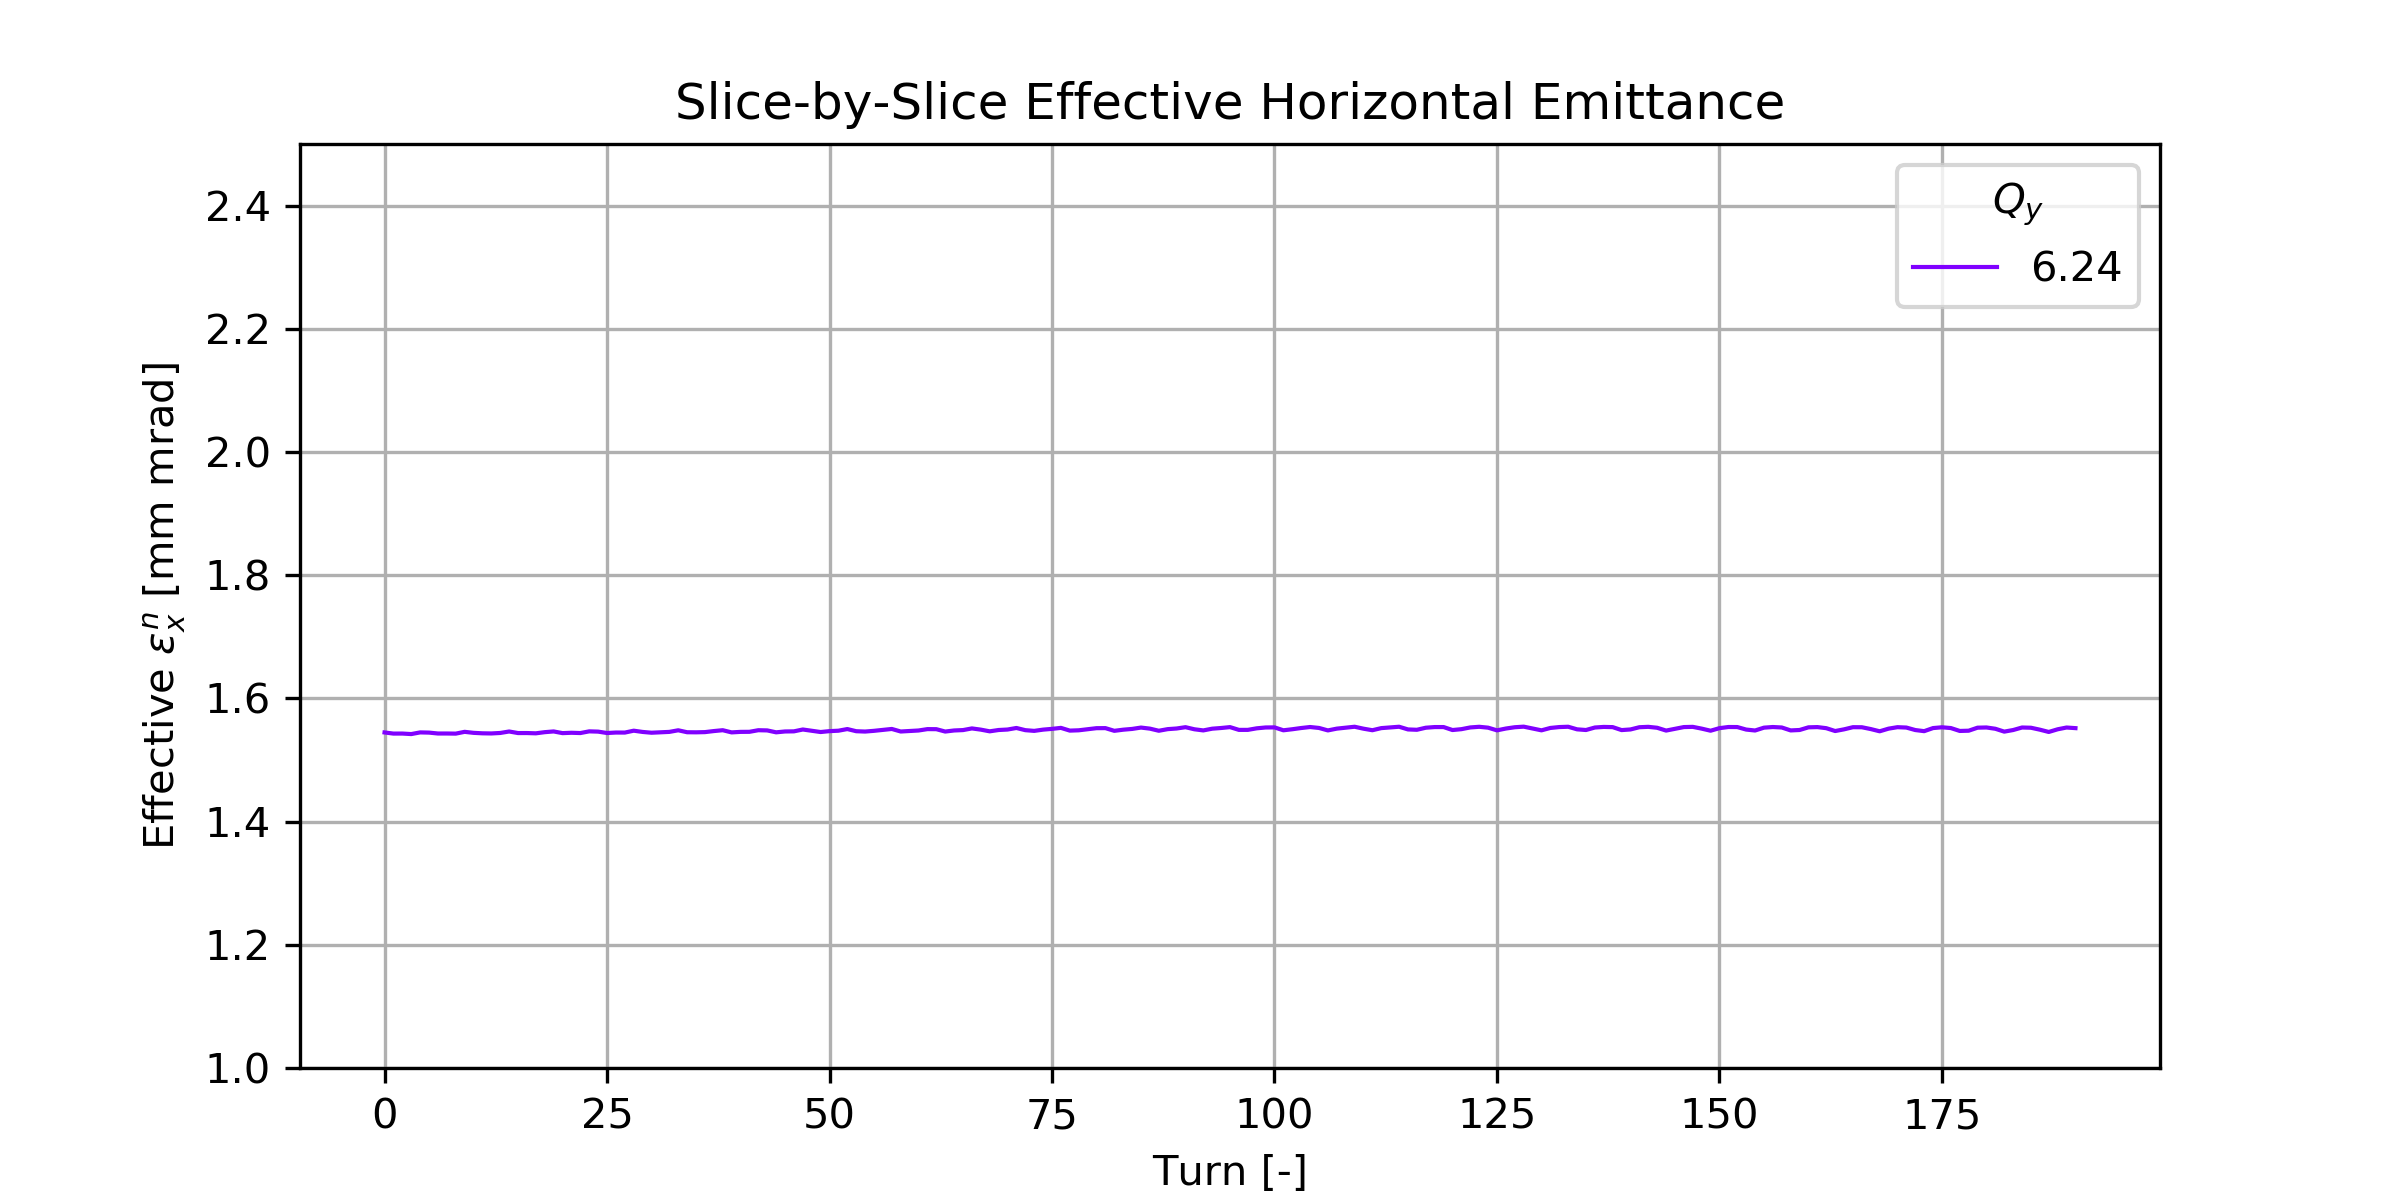 Slice-by-Slice Effective Horizontal Emittance
Q_y
6.24
2.4
2.2
2.0
1.8
1.6
1.4
1.2
1.0
Effective ε_x^n [mm mrad]
0 25 50 75 100 125 150 175
Turn [-]